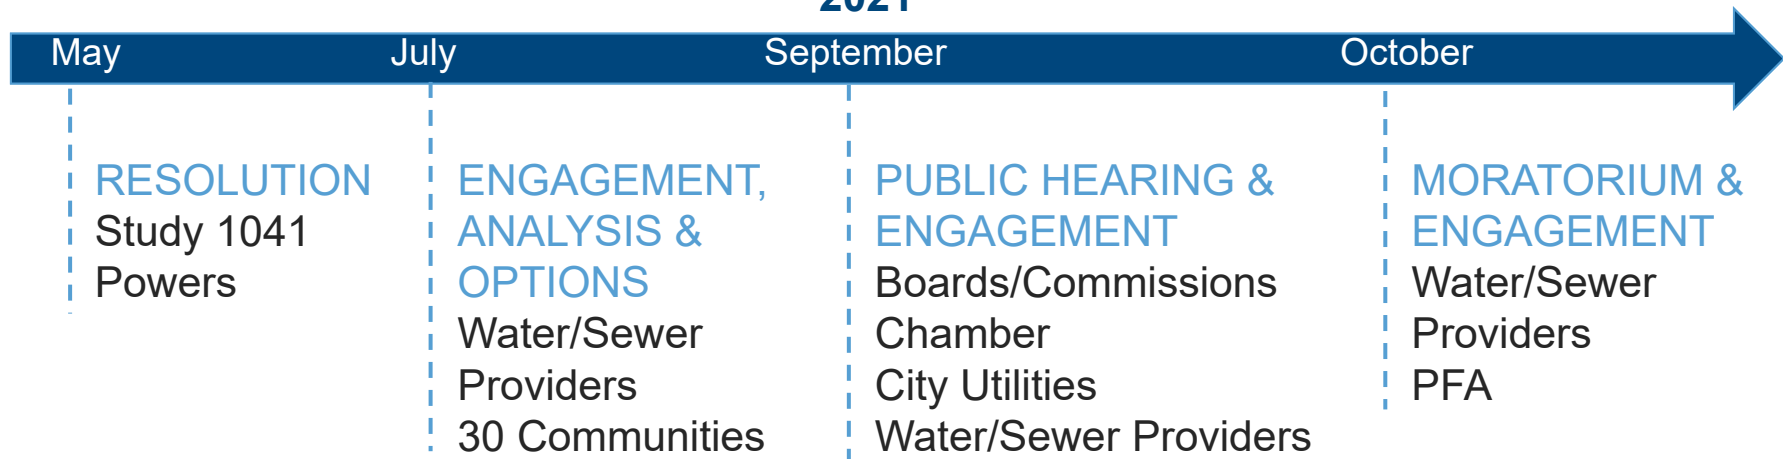 2021
May July September October
RESOLUTION
Study 1041
Powers
ENGAGEMENT,
ANALYSIS &
OPTIONS
Water/Sewer
Providers
30 Communities
PUBLIC HEARING &
ENGAGEMENT
Boards/Commissions
Chamber
City Utilities
Water/Sewer Providers
MORATORIUM &
ENGAGEMENT
Water/Sewer
Providers
PFA